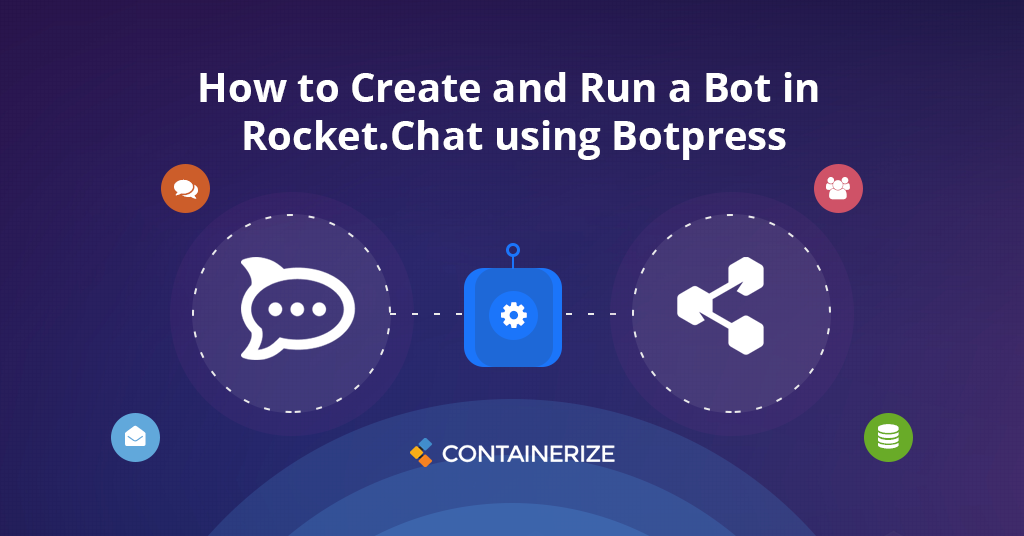 How to Create and Run a Bot in
Rocket.Chat using Botpress
CONTAINERIZE